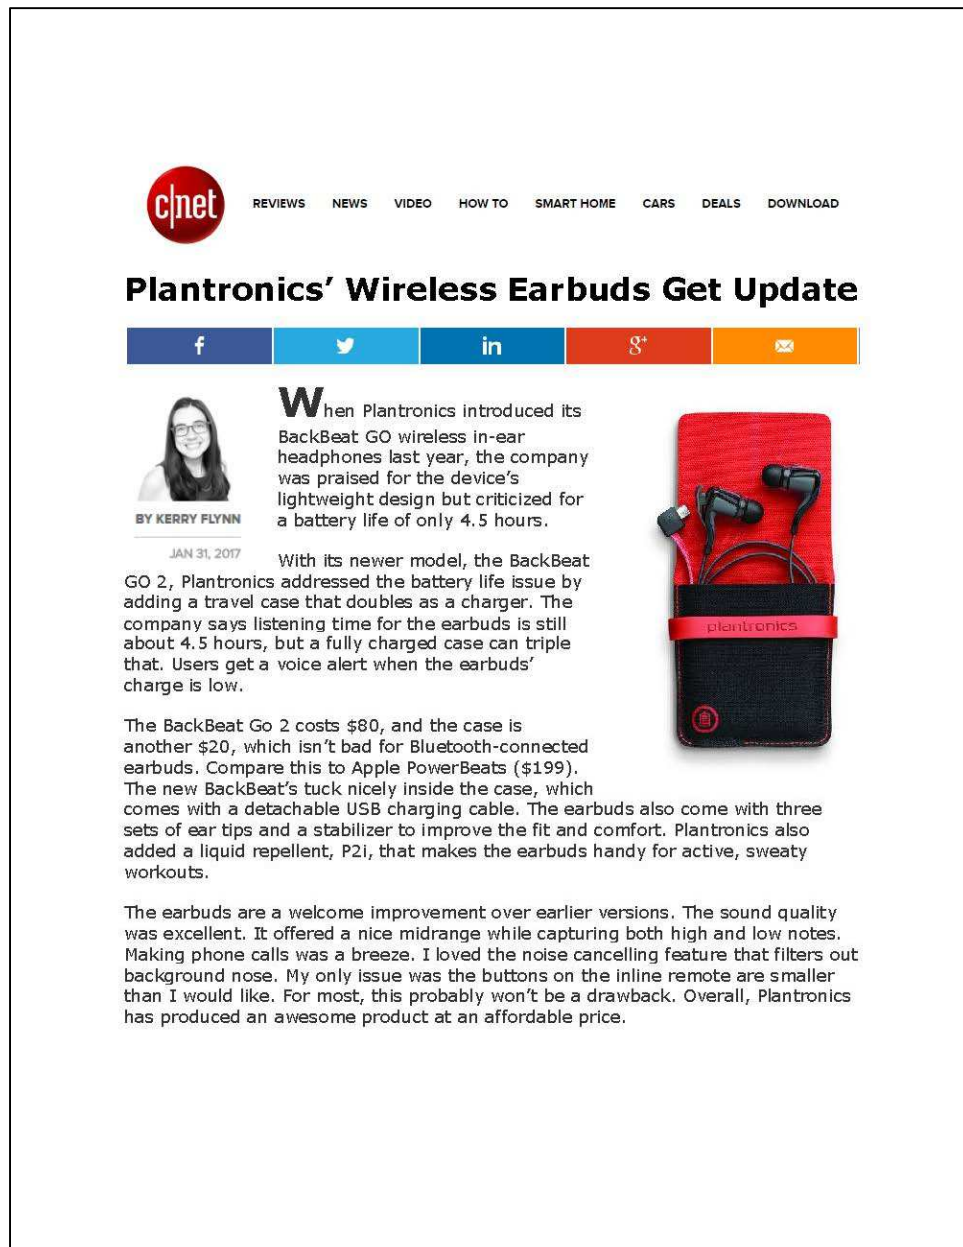 c|net
REVIEWS NEWS VIDEO HOW TO SMART HOME CARS DEALS DOWNLOAD
Plantronics’ Wireless Earbuds Get Update
f in g+
BY KERRY FLYNN
JAN 31, 2017
When Plantronics introduced its
BackBeat GO wireless in-ear
headphones last year, the company
was praised for the device’s
lightweight design but criticized for
a battery life of only 4.5 hours.
With its newer model, the BackBeat
GO 2, Plantronics addressed the battery life issue by
adding a travel case that doubles as a charger. The
company says listening time for the earbuds is still
about 4.5 hours, but a fully charged case can triple
that. Users get a voice alert when the earbuds’
charge is low.
plantronics
The BackBeat Go 2 costs $80, and the case is
another $20, which isn’t bad for Bluetooth-connected
earbuds. Compare this to Apple PowerBeats ($199).
The new BackBeat’s tuck nicely inside the case, which
comes with a detachable USB charging cable. The earbuds also come with three
sets of ear tips and a stabilizer to improve the fit and comfort. Plantronics also
added a liquid repellent, P2i, that makes the earbuds handy for active, sweaty
workouts.
The earbuds are a welcome improvement over earlier versions. The sound quality
was excellent. It offered a nice midrange while capturing both high and low notes.
Making phone calls was a breeze. I loved the noise cancelling feature that filters out
background nose. My only issue was the buttons on the inline remote are smaller
than I would like. For most, this probably won’t be a drawback. Overall, Plantronics
has produced an awesome product at an affordable price.